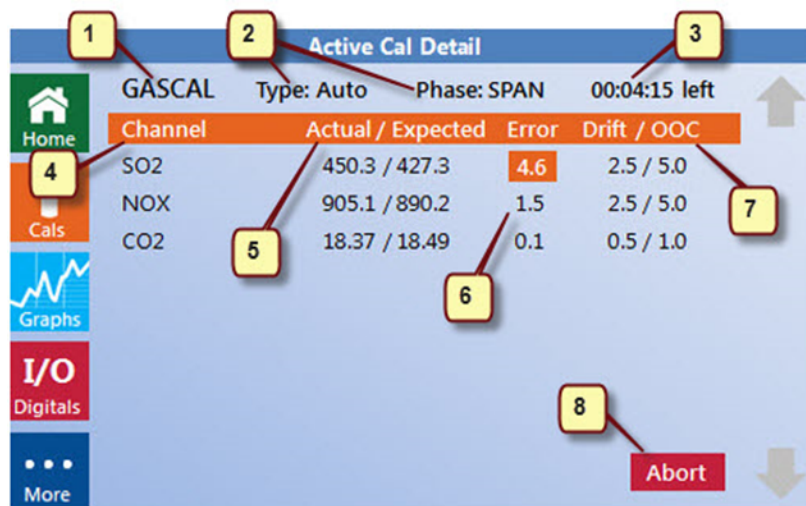 1
2
3
Active Cal Detail
GASCAL Type: Auto Phase: SPAN 00:04:15 left
Home
Channel Actual / Expected Error Drift / OOC
4
SO2 450.3 / 427.3 4.6 2.5 / 5.0
NOX 905.1 / 890.2 1.5 2.5 / 5.0
7
Cals
CO2 18.37 / 18.49 0.1 0.5 / 1.0
5
6
Graphs
I/O
Digitals
8
Abort
More